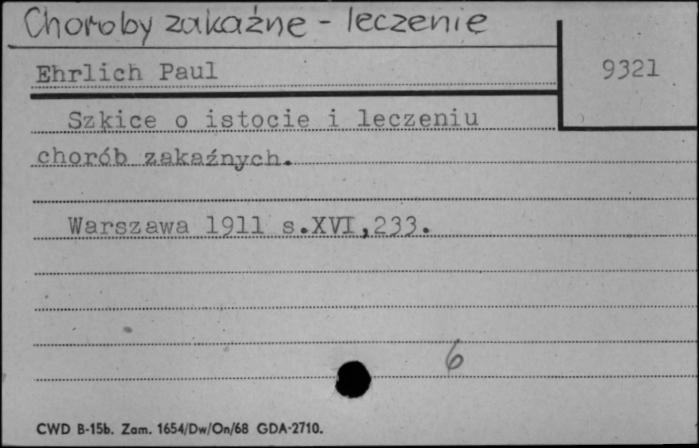 Choroby zakaźne - leczenie
Ehrlich Paul
9321
Szkice o istocie i leczeniu
chorób zakaźnych.
Warszawa 1911 s.XVI,233.
6
CWD B-15b. Zam. 1654/Dw/On/68 GDA-2710.